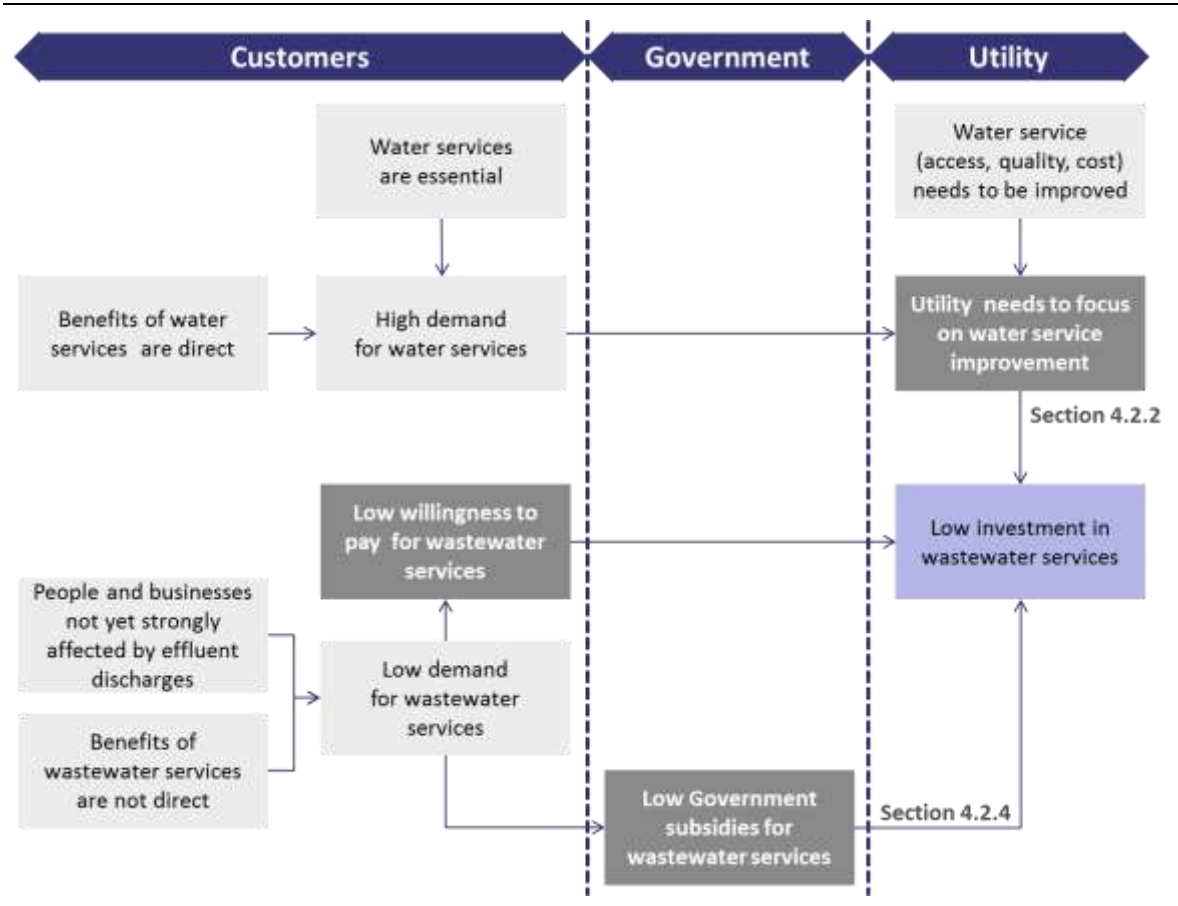 Customers
Government
Utility
Water services
are essential
Water service
(access, quality, cost)
needs to be improved
Benefits of water
services are direct
High demand
for water services
Utility needs to focus
on water service
improvement
Section 4.2.2
Low willingness to
pay for wastewater
services
Low investment in
wastewater services
People and businesses
not yet strongly
affected by effluent
discharges
Low demand
for wastewater
services
Benefits of
wastewater services
are not direct
Low Government
subsidies for
wastewater services
Section 4.2.4